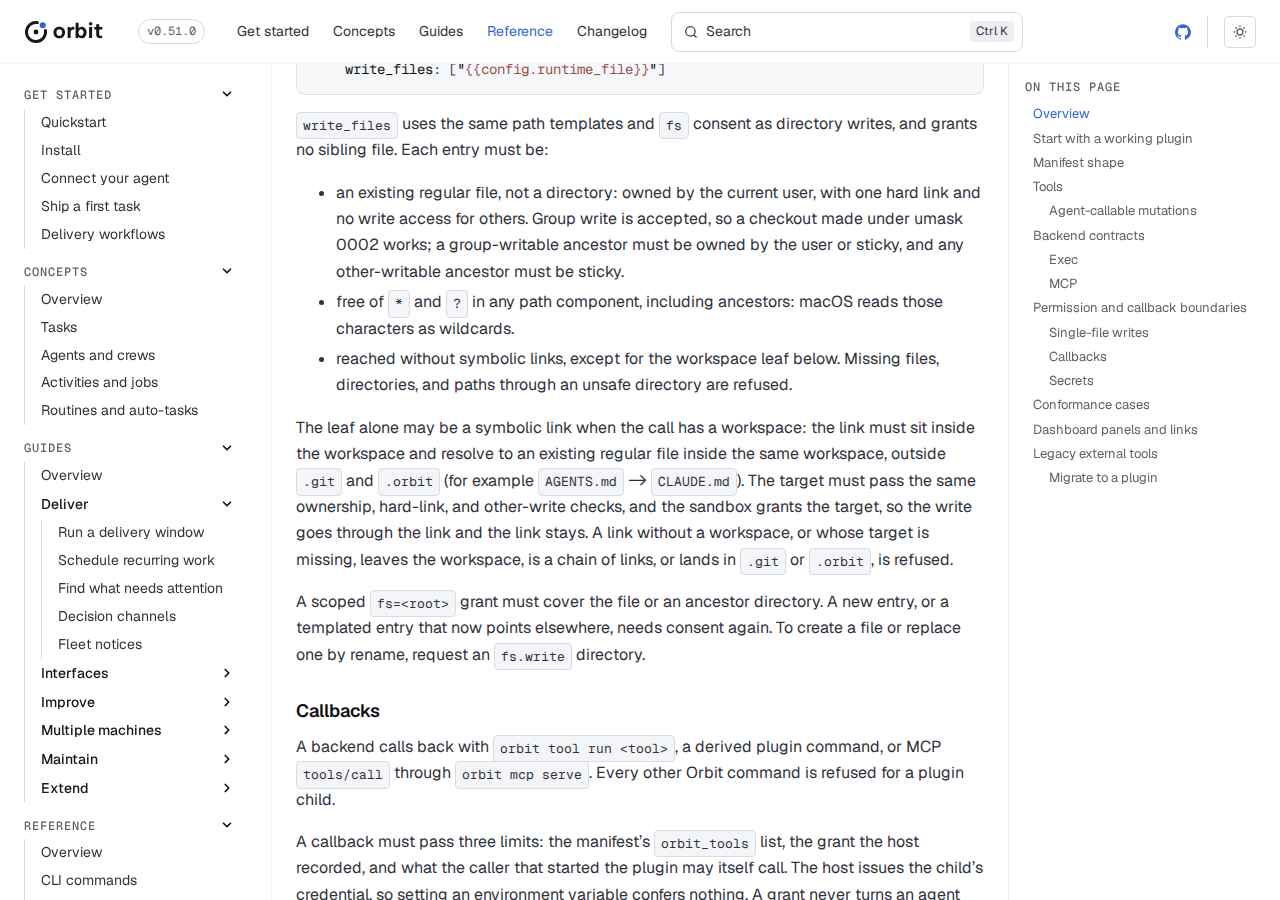 orbit
v0.51.0
Get started
Concepts
Guides
Reference
Changelog
Search
Ctrl K
GET STARTED
Quickstart
Install
Connect your agent
Ship a first task
Delivery workflows
CONCEPTS
Overview
Tasks
Agents and crews
Activities and jobs
Routines and auto-tasks
GUIDES
Overview
Deliver
Run a delivery window
Schedule recurring work
Find what needs attention
Decision channels
Fleet notices
Interfaces
Improve
Multiple machines
Maintain
Extend
REFERENCE
Overview
CLI commands
write_files: ["{{config.runtime_file}}"]
write_files uses the same path templates and fs consent as directory writes, and grants
no sibling file. Each entry must be:
• an existing regular file, not a directory: owned by the current user, with one hard link and
no write access for others. Group write is accepted, so a checkout made under umask
0002 works; a group-writable ancestor must be owned by the user or sticky, and any
other-writable ancestor must be sticky.
• free of * and ? in any path component, including ancestors: macOS reads those
characters as wildcards.
• reached without symbolic links, except for the workspace leaf below. Missing files,
directories, and paths through an unsafe directory are refused.
The leaf alone may be a symbolic link when the call has a workspace: the link must sit inside
the workspace and resolve to an existing regular file inside the same workspace, outside
.git and .orbit (for example AGENTS.md → CLAUDE.md). The target must pass the same
ownership, hard-link, and other-write checks, and the sandbox grants the target, so the write
goes through the link and the link stays. A link without a workspace, or whose target is
missing, leaves the workspace, is a chain of links, or lands in .git or .orbit, is refused.
A scoped fs=<root> grant must cover the file or an ancestor directory. A new entry, or a
templated entry that now points elsewhere, needs consent again. To create a file or replace
one by rename, request an fs.write directory.
Callbacks
A backend calls back with orbit tool run <tool>, a derived plugin command, or MCP
tools/call through orbit mcp serve. Every other Orbit command is refused for a plugin
child.
A callback must pass three limits: the manifest’s orbit_tools list, the grant the host
recorded, and what the caller that started the plugin may itself call. The host issues the child’s
credential, so setting an environment variable confers nothing. A grant never turns an agent
ON THIS PAGE
Overview
Start with a working plugin
Manifest shape
Tools
Agent-callable mutations
Backend contracts
Exec
MCP
Permission and callback boundaries
Single-file writes
Callbacks
Secrets
Conformance cases
Dashboard panels and links
Legacy external tools
Migrate to a plugin